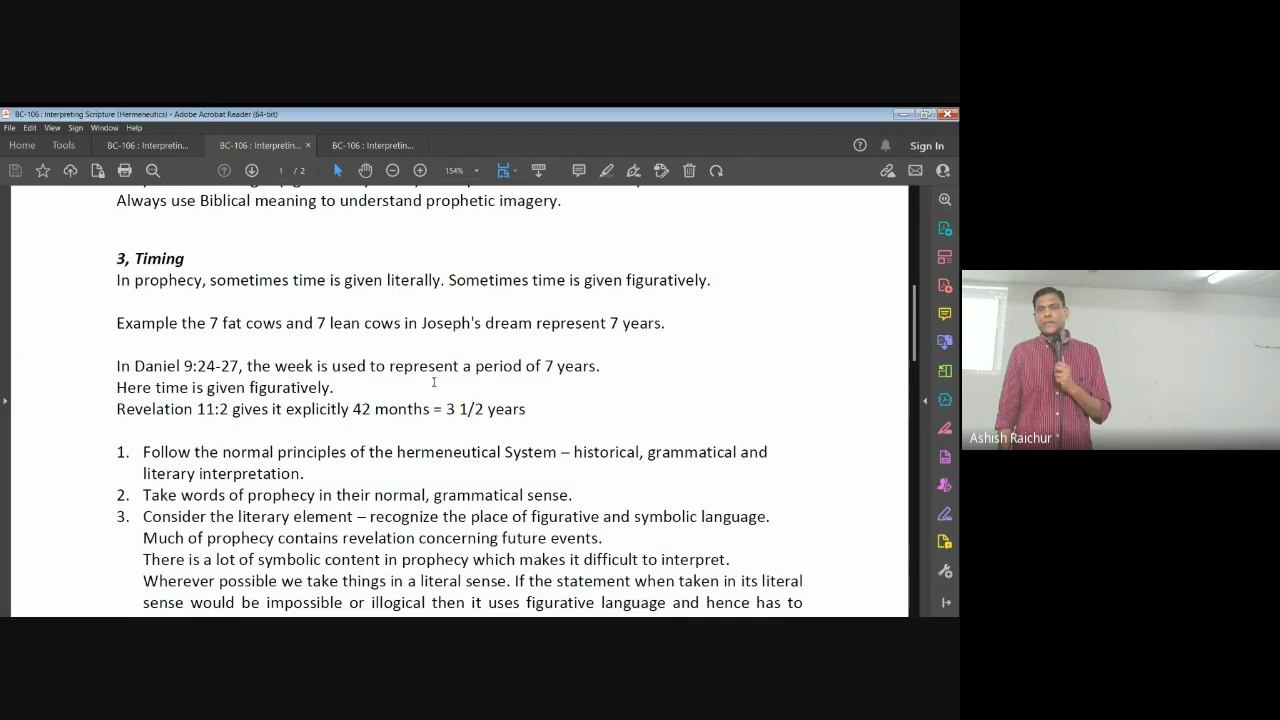 BC-106 : Interpreting Scripture (Hermeneutics) - Adobe Acrobat Reader (64-bit)
File Edit View Sign Window Help
Home Tools BC-106 : Interpretin... BC-106 : Interpretin... × BC-106 : Interpretin... Sign In
1 / 2 154%
Always use Biblical meaning to understand prophetic imagery.
3, Timing
In prophecy, sometimes time is given literally. Sometimes time is given figuratively.
Example the 7 fat cows and 7 lean cows in Joseph's dream represent 7 years.
In Daniel 9:24-27, the week is used to represent a period of 7 years.
Here time is given figuratively.
Revelation 11:2 gives it explicitly 42 months = 3 1/2 years
1. Follow the normal principles of the hermeneutical System – historical, grammatical and
literary interpretation.
2. Take words of prophecy in their normal, grammatical sense.
3. Consider the literary element – recognize the place of figurative and symbolic language.
Much of prophecy contains revelation concerning future events.
There is a lot of symbolic content in prophecy which makes it difficult to interpret.
Wherever possible we take things in a literal sense. If the statement when taken in its literal
sense would be impossible or illogical then it uses figurative language and hence has to
Ashish Raichur